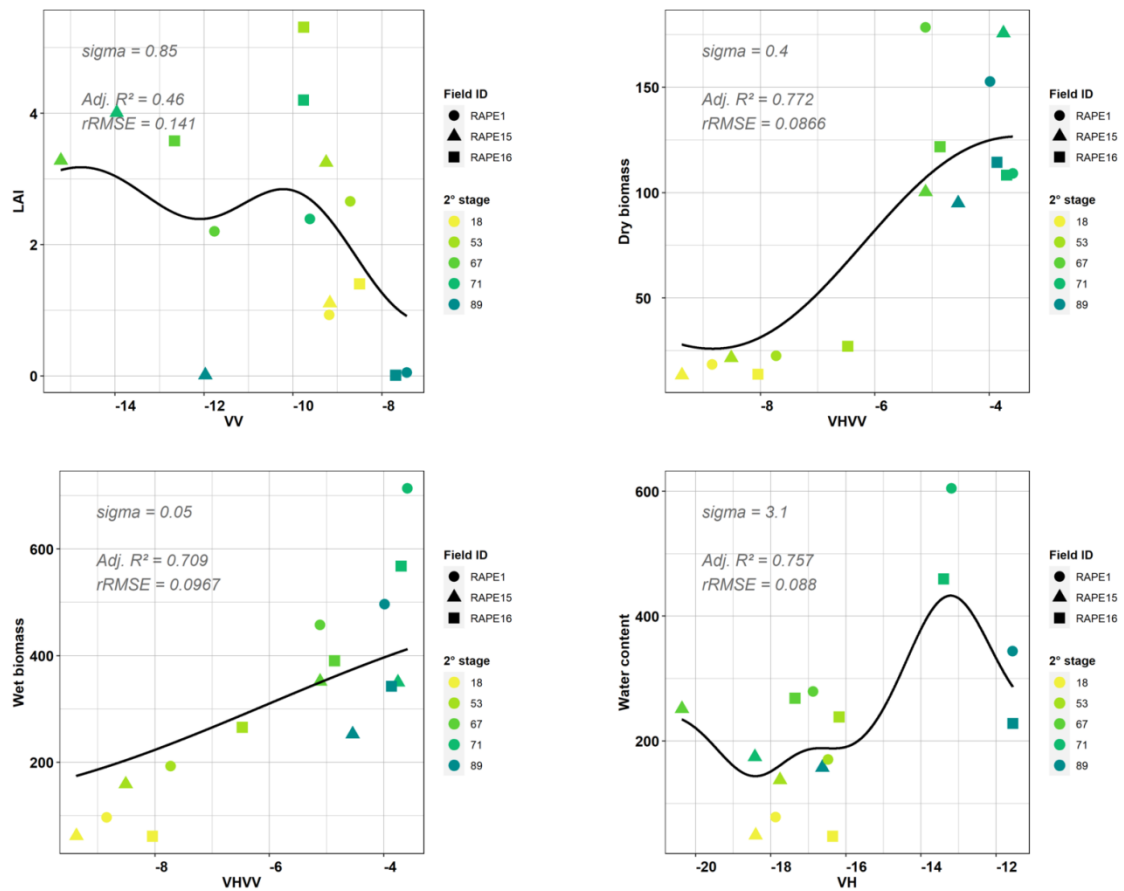 sigma = 0.85
Adj. R² = 0.46
rRMSE = 0.141
4
2
0
LAI
-14
-12
-10
-8
VV
Field ID
RAPE1
RAPE15
RAPE16
2° stage
18
53
67
71
89
sigma = 0.4
Adj. R² = 0.772
rRMSE = 0.0866
150
100
50
Dry biomass
-8
-6
-4
VHVV
Field ID
RAPE1
RAPE15
RAPE16
2° stage
18
53
67
71
89
sigma = 0.05
Adj. R² = 0.709
rRMSE = 0.0967
600
400
200
Wet biomass
-8
-6
-4
VHVV
Field ID
RAPE1
RAPE15
RAPE16
2° stage
18
53
67
71
89
sigma = 3.1
Adj. R² = 0.757
rRMSE = 0.088
600
400
200
0
Water content
-20
-18
-16
-14
-12
VH
Field ID
RAPE1
RAPE15
RAPE16
2° stage
18
53
67
71
89